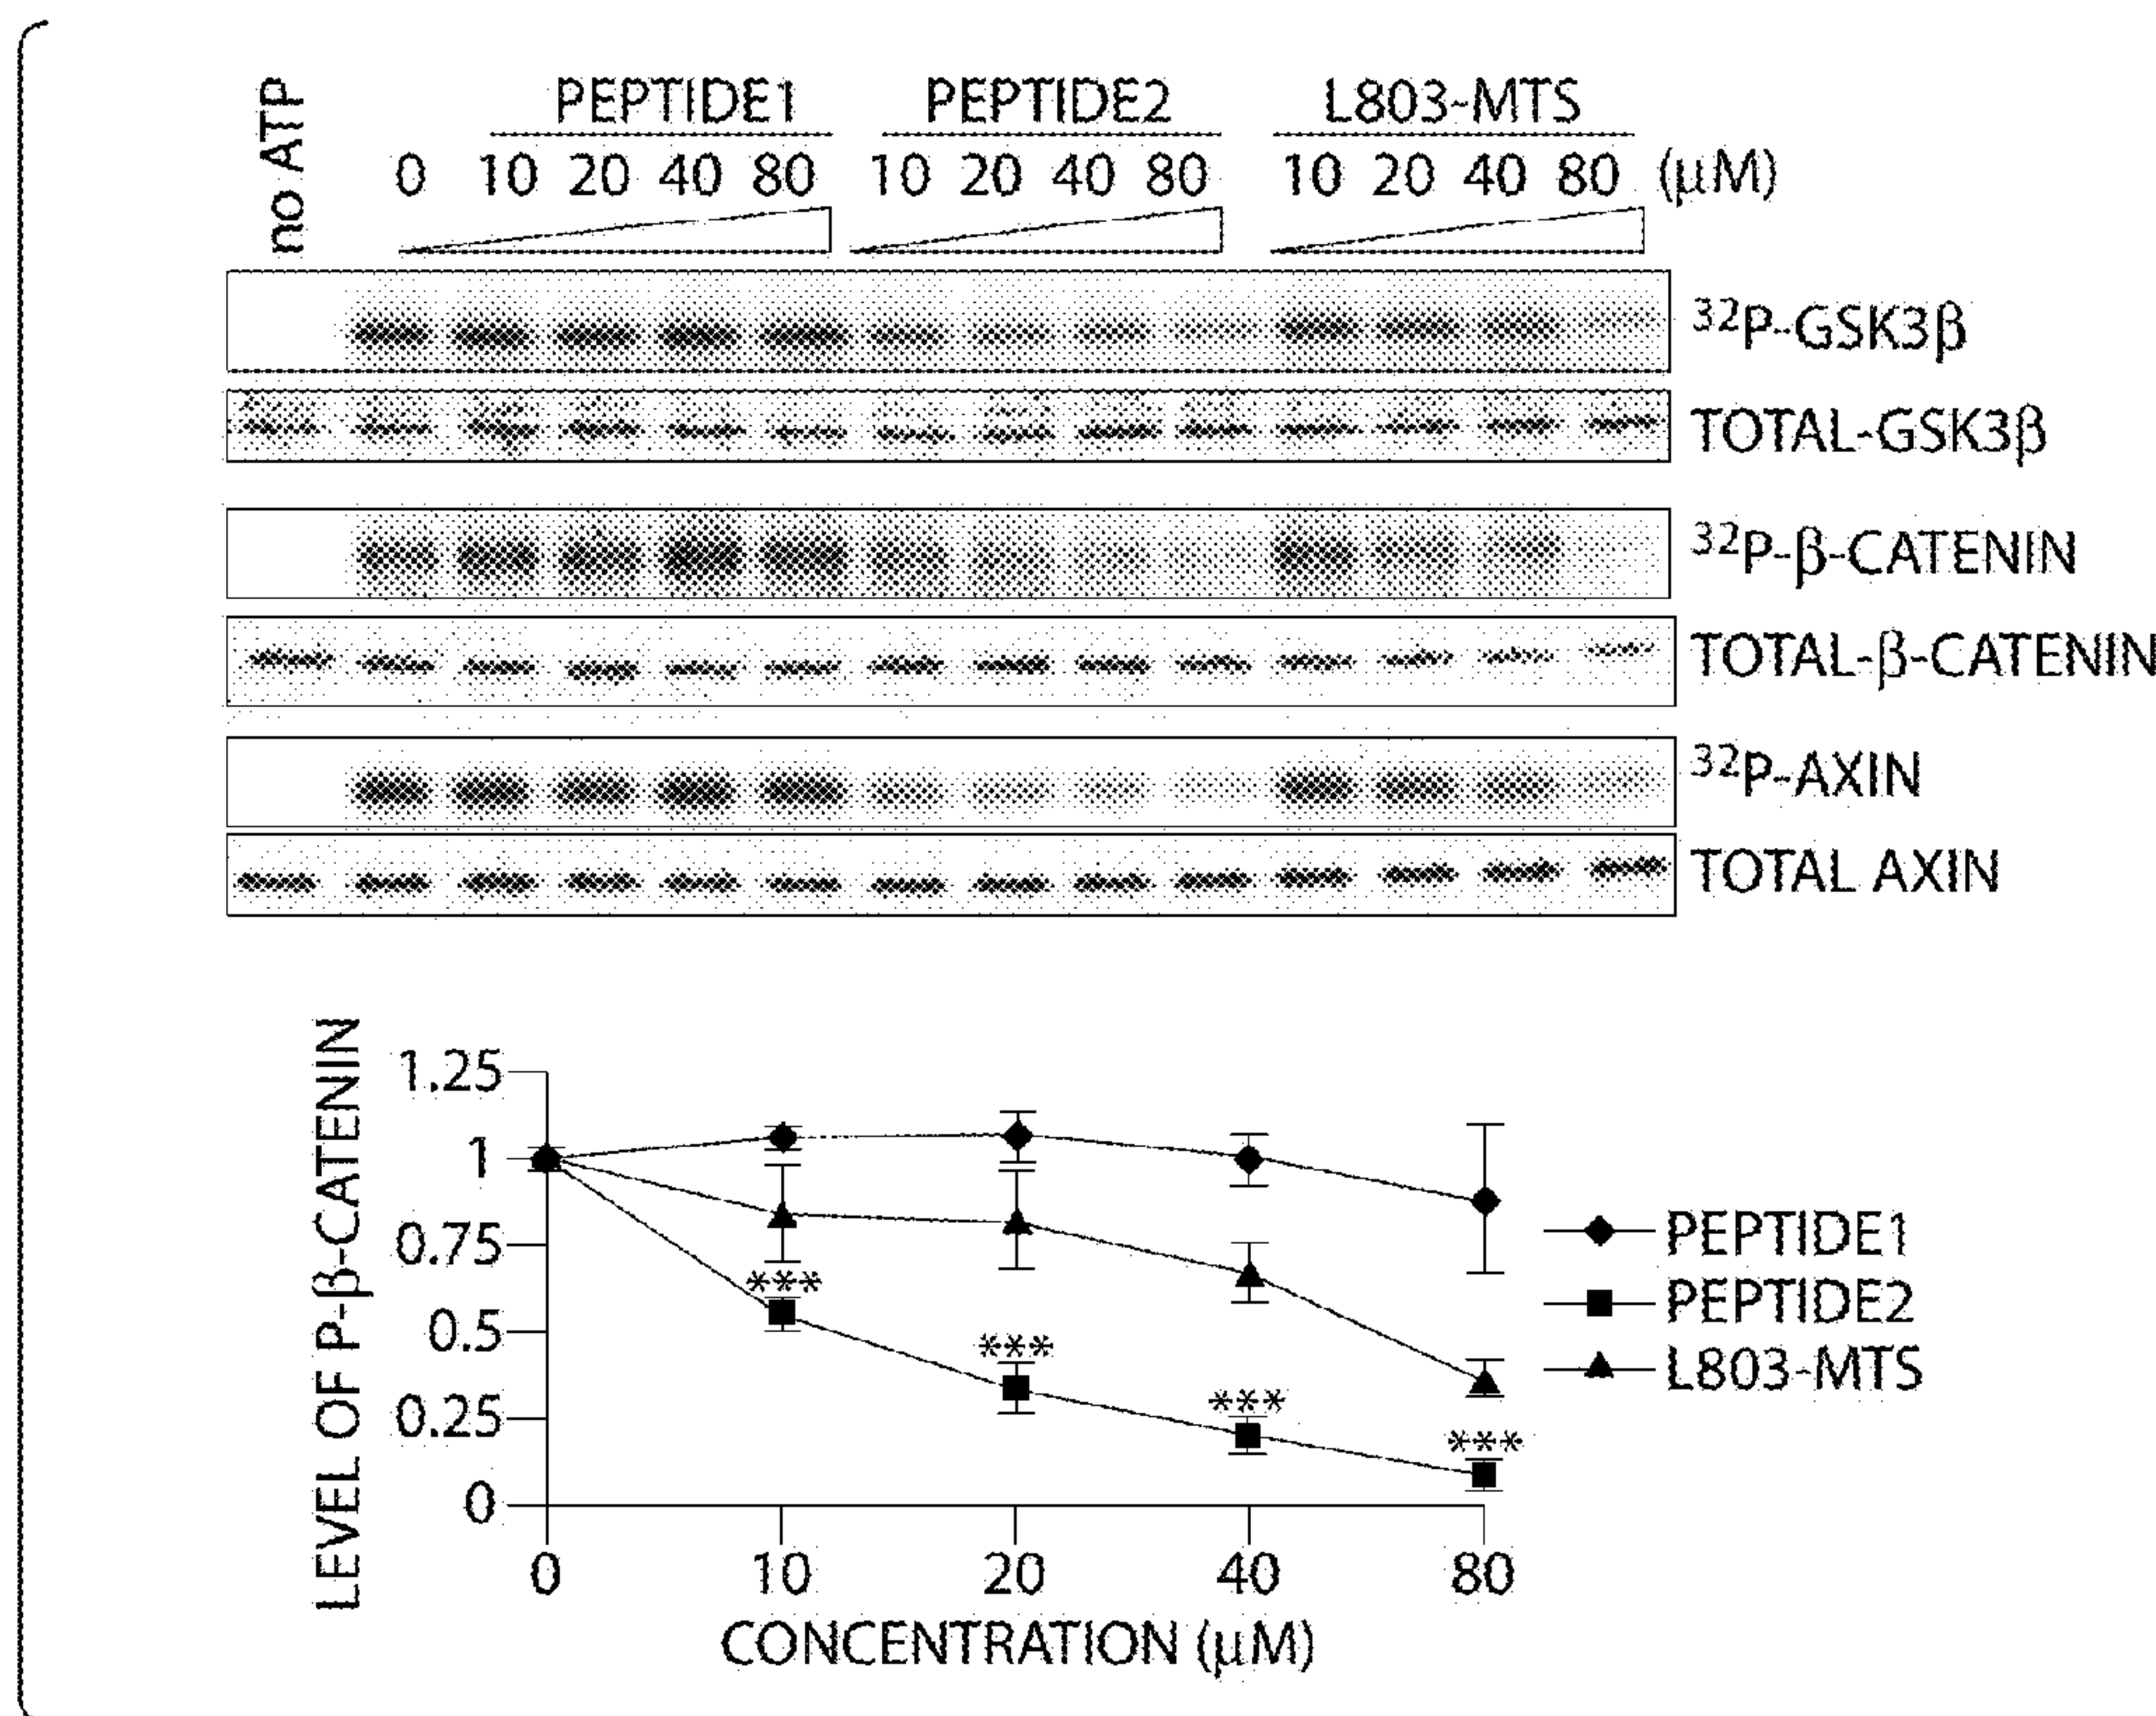 no ATP
PEPTIDE1 PEPTIDE2 L803-MTS
0 10 20 40 80 10 20 40 80 10 20 40 80 (μM)
32P-GSK3β
TOTAL-GSK3β
32P-β-CATENIN
TOTAL-β-CATENIN
32P-AXIN
TOTAL AXIN
LEVEL OF P-β-CATENIN
1.25
1
0.75
***
0.5
***
0.25
***
***
0
0 10 20 40 80
CONCENTRATION (μM)
PEPTIDE1
PEPTIDE2
L803-MTS